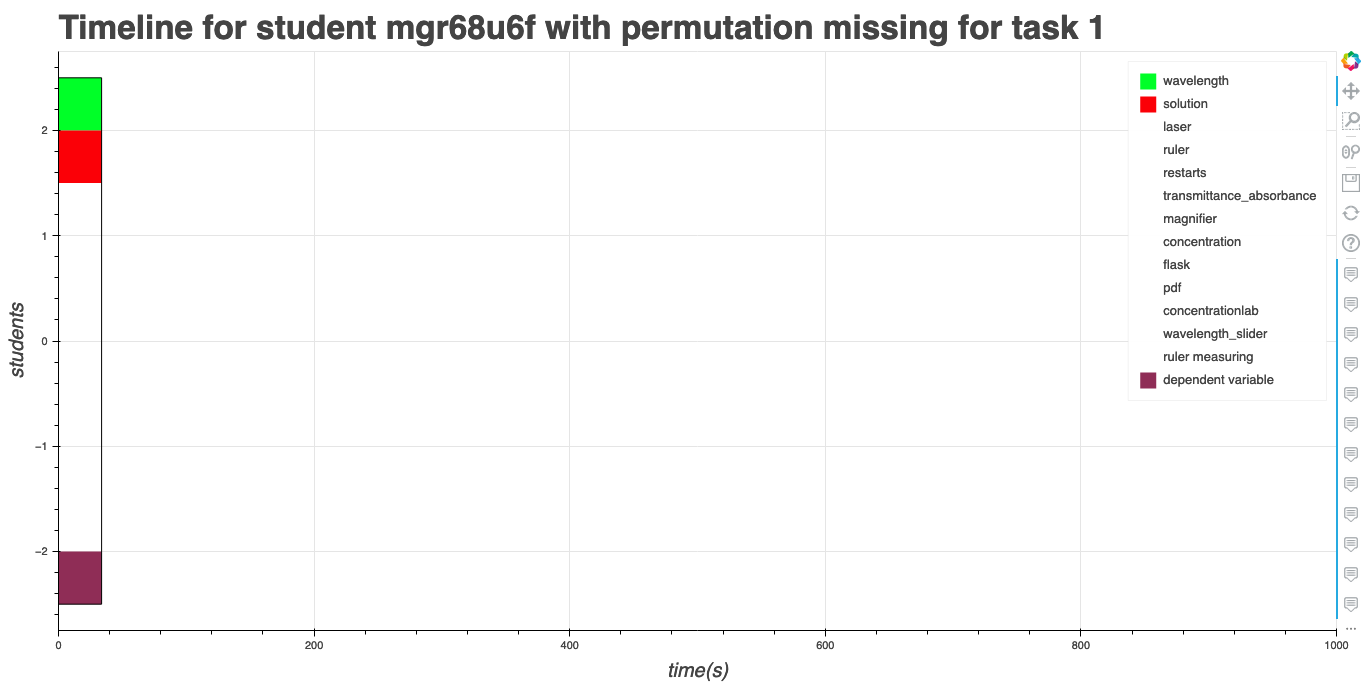 Timeline for student mgr68u6f with permutation missing for task 1
wavelength
solution
laser
ruler
restarts
transmittance_absorbance
magnifier
concentration
flask
pdf
concentrationlab
wavelength_slider
ruler measuring
dependent variable
students
2
1
0
−1
−2
0 200 400 600 800 1000
time(s)